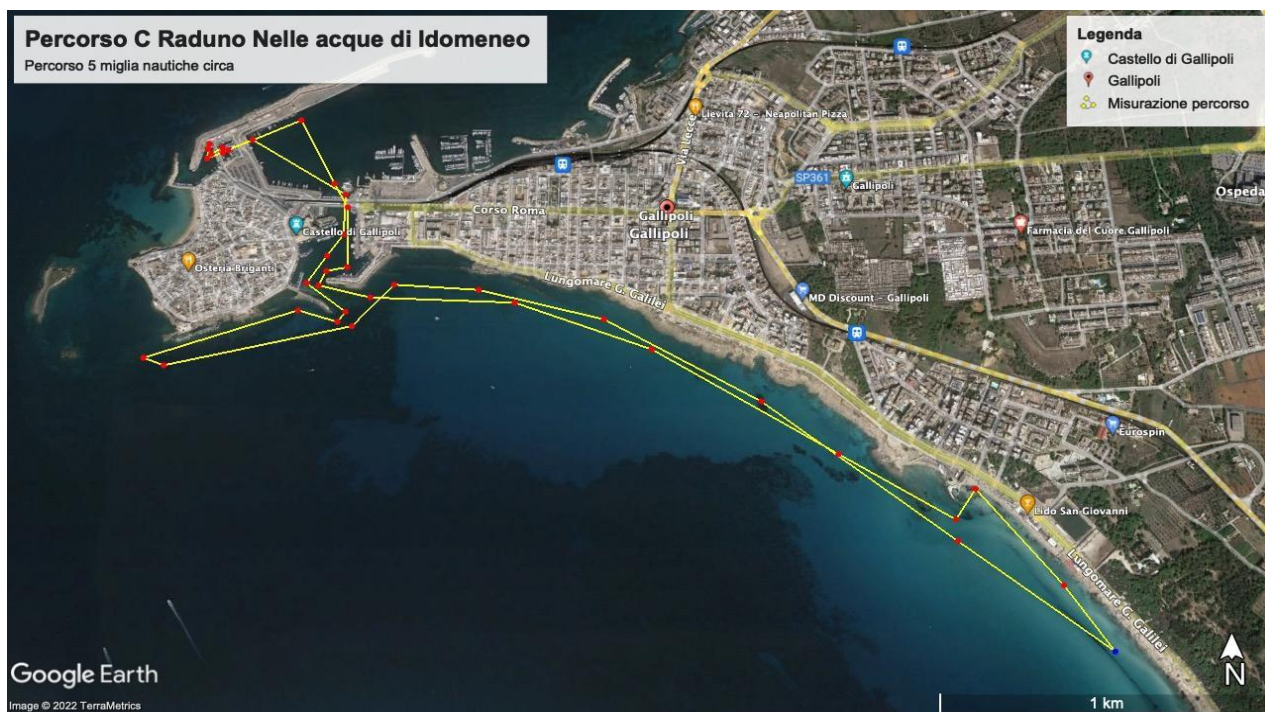 Percorso C Raduno Nelle acque di Idomeneo
Percorso 5 miglia nautiche circa
Legenda
Castello di Gallipoli
Gallipoli
Misurazione percorso
Lievita 72 – Neapolitan Pizza
Via Lecce
SP361
Gallipoli
Ospeda
Corso Roma
Gallipoli
Gallipoli
Castello di Gallipoli
Farmacia del Cuore Gallipoli
Osteria Briganti
Lungomare G. Galilei
MD Discount – Gallipoli
Eurospin
Lido San Giovanni
Lungomare G. Galilei
Google Earth
N
1 km
Image © 2022 TerraMetrics